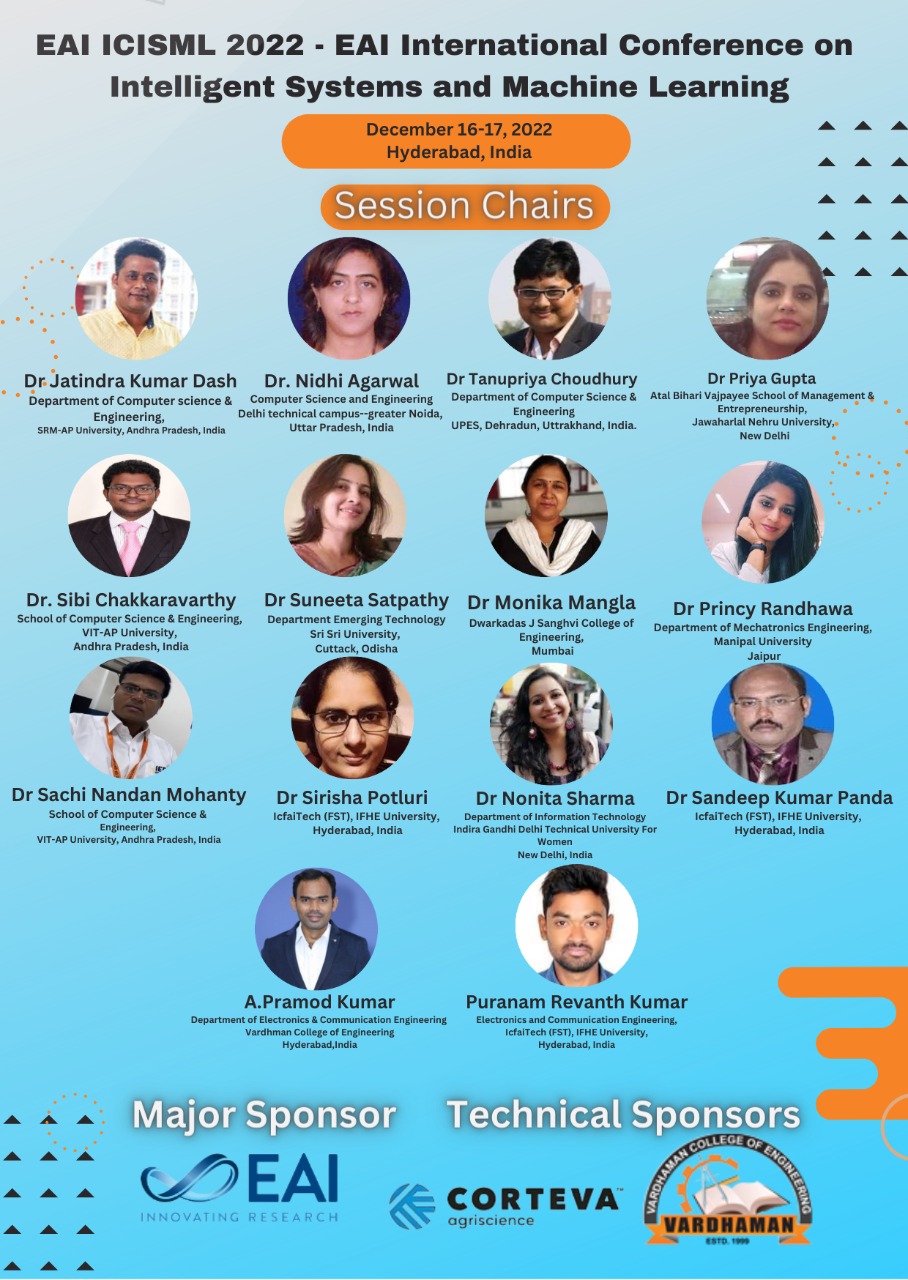 EAI ICISML 2022 - EAI International Conference on
Intelligent Systems and Machine Learning
December 16-17, 2022
Hyderabad, India
Session Chairs
Dr Jatindra Kumar Dash
Department of Computer science &
Engineering,
SRM-AP University, Andhra Pradesh, India
Dr. Nidhi Agarwal
Computer Science and Engineering
Delhi technical campus--greater Noida,
Uttar Pradesh, India
Dr Tanupriya Choudhury
Department of Computer Science &
Engineering
UPES, Dehradun, Uttrakhand, India.
Dr Priya Gupta
Atal Bihari Vajpayee School of Management &
Entrepreneurship,
Jawaharlal Nehru University,
New Delhi
Dr. Sibi Chakkaravarthy
School of Computer Science & Engineering,
VIT-AP University,
Andhra Pradesh, India
Dr Suneeta Satpathy
Department Emerging Technology
Sri Sri University,
Cuttack, Odisha
Dr Monika Mangla
Dwarkadas J Sanghvi College of
Engineering,
Mumbai
Dr Princy Randhawa
Department of Mechatronics Engineering,
Manipal University
Jaipur
Dr Sachi Nandan Mohanty
School of Computer Science &
Engineering,
VIT-AP University, Andhra Pradesh, India
Dr Sirisha Potluri
IcfaiTech (FST), IFHE University,
Hyderabad, India
Dr Nonita Sharma
Department of Information Technology
Indira Gandhi Delhi Technical University For
Women
New Delhi, India
Dr Sandeep Kumar Panda
IcfaiTech (FST), IFHE University,
Hyderabad, India
A.Pramod Kumar
Department of Electronics & Communication Engineering
Vardhman College of Engineering
Hyderabad,India
Puranam Revanth Kumar
Electronics and Communication Engineering,
IcfaiTech (FST), IFHE University,
Hyderabad, India
Major Sponsor
Technical Sponsors
EAI
INNOVATING RESEARCH
CORTEVA™
agriscience
VARDHAMAN COLLEGE OF ENGINEERING
VARDHAMAN
ESTD. 1999